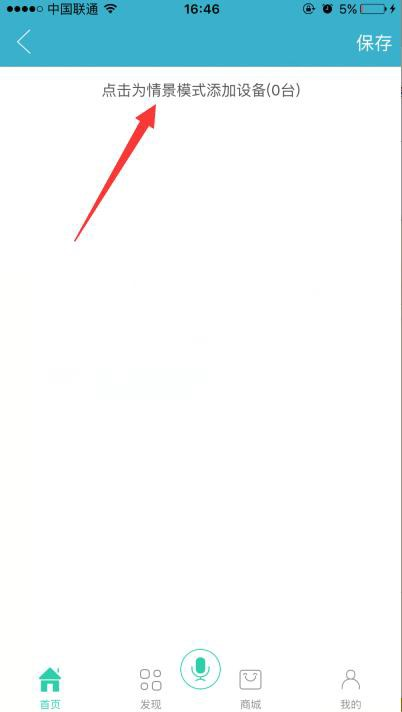 中国联通 16:46 5%
保存
点击为情景模式添加设备(0台)
首页 发现 商城 我的